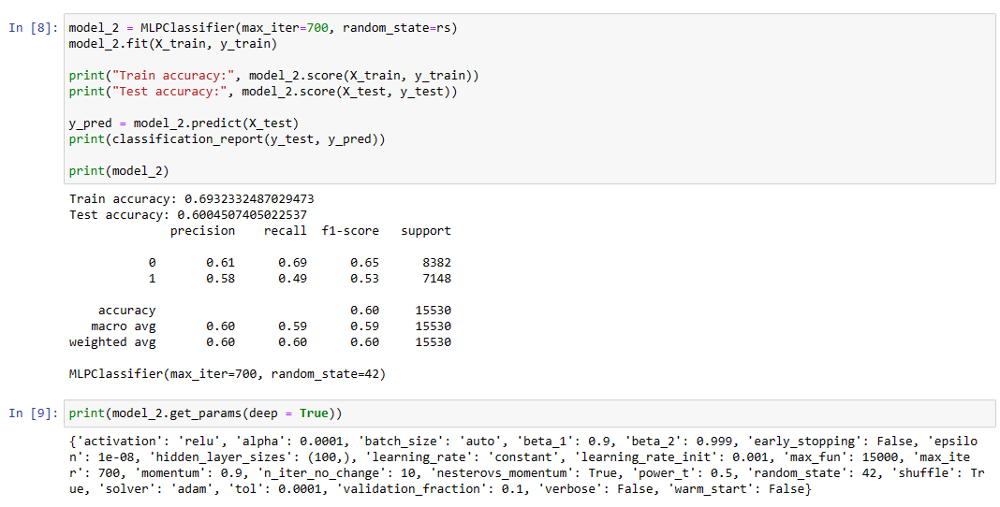 In [8]: model_2 = MLPClassifier(max_iter=700, random_state=rs)
model_2.fit(X_train, y_train)
print("Train accuracy:", model_2.score(X_train, y_train))
print("Test accuracy:", model_2.score(X_test, y_test))
y_pred = model_2.predict(X_test)
print(classification_report(y_test, y_pred))
print(model_2)
Train accuracy: 0.6932332487029473
Test accuracy: 0.6004507405022537
precision recall f1-score support
0 0.61 0.69 0.65 8382
1 0.58 0.49 0.53 7148
accuracy 0.60 15530
macro avg 0.60 0.59 0.59 15530
weighted avg 0.60 0.60 0.60 15530
MLPClassifier(max_iter=700, random_state=42)
In [9]: print(model_2.get_params(deep = True))
{'activation': 'relu', 'alpha': 0.0001, 'batch_size': 'auto', 'beta_1': 0.9, 'beta_2': 0.999, 'early_stopping': False, 'epsilo
n': 1e-08, 'hidden_layer_sizes': (100,), 'learning_rate': 'constant', 'learning_rate_init': 0.001, 'max_fun': 15000, 'max_ite
r': 700, 'momentum': 0.9, 'n_iter_no_change': 10, 'nesterovs_momentum': True, 'power_t': 0.5, 'random_state': 42, 'shuffle': Tr
ue, 'solver': 'adam', 'tol': 0.0001, 'validation_fraction': 0.1, 'verbose': False, 'warm_start': False}